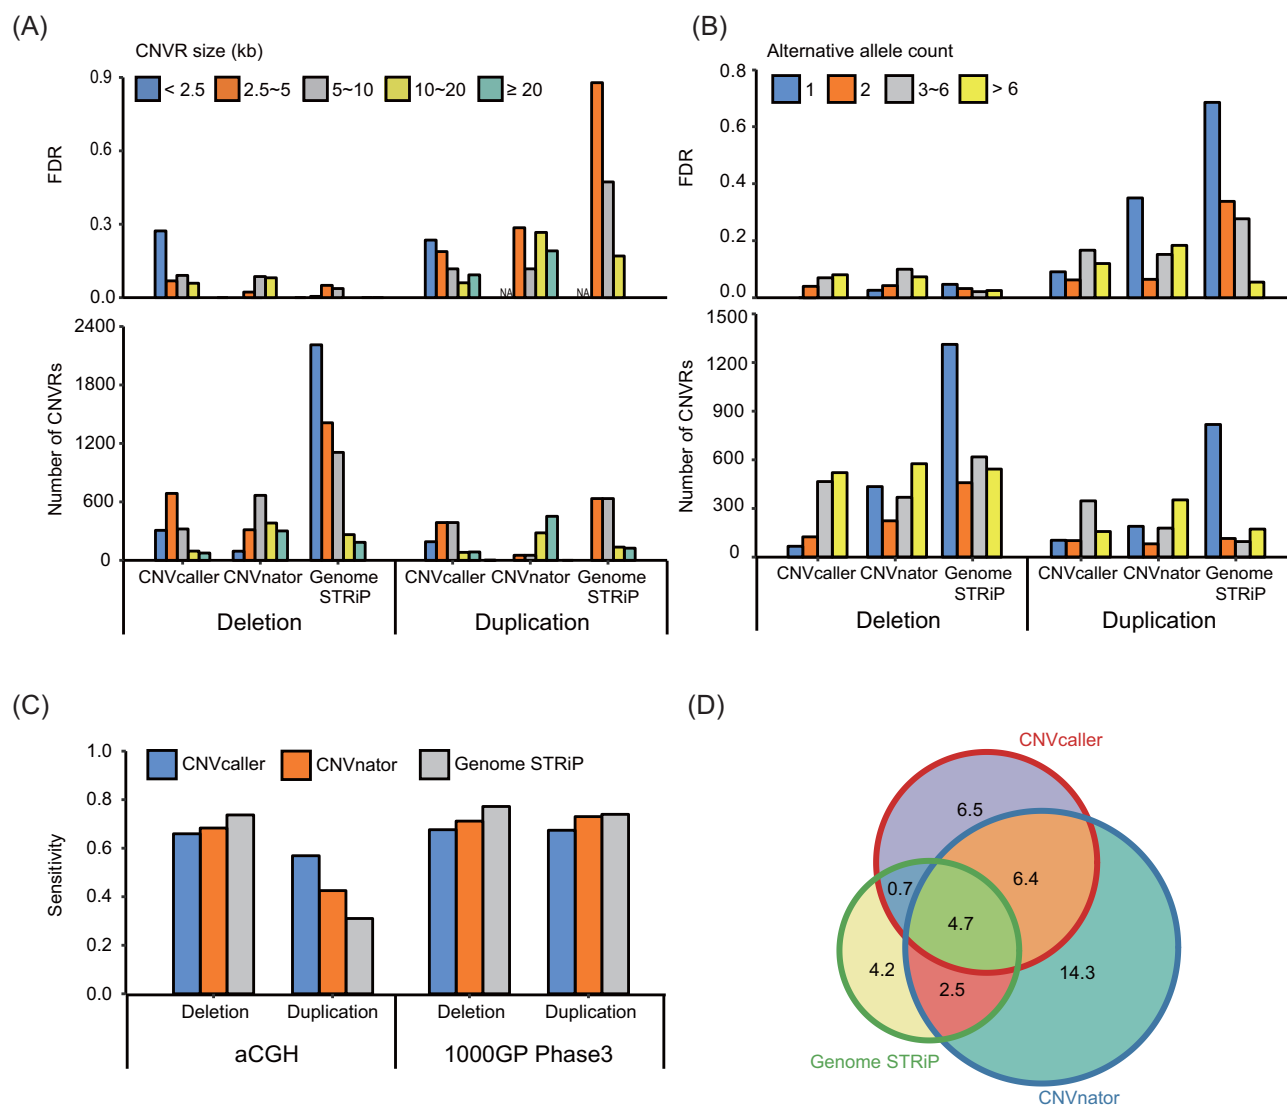 (A)
CNVR size (kb)
< 2.5 2.5~5 5~10 10~20 ≥ 20
FDR
0.9
0.6
0.3
0.0
NA NA
Number of CNVRs
2400
1800
1200
600
0
CNVcaller CNVnator Genome STRiP CNVcaller CNVnator Genome STRiP
Deletion Duplication
(B)
Alternative allele count
1 2 3~6 > 6
FDR
0.8
0.6
0.4
0.2
0.0
Number of CNVRs
1500
1200
900
600
300
0
CNVcaller CNVnator Genome STRiP CNVcaller CNVnator Genome STRiP
Deletion Duplication
(C)
CNVcaller CNVnator Genome STRiP
Sensitivity
1.0
0.8
0.6
0.4
0.2
0.0
Deletion Duplication Deletion Duplication
aCGH 1000GP Phase3
(D)
CNVcaller
6.5
6.4
0.7
4.7
4.2
14.3
2.5
Genome STRiP
CNVnator